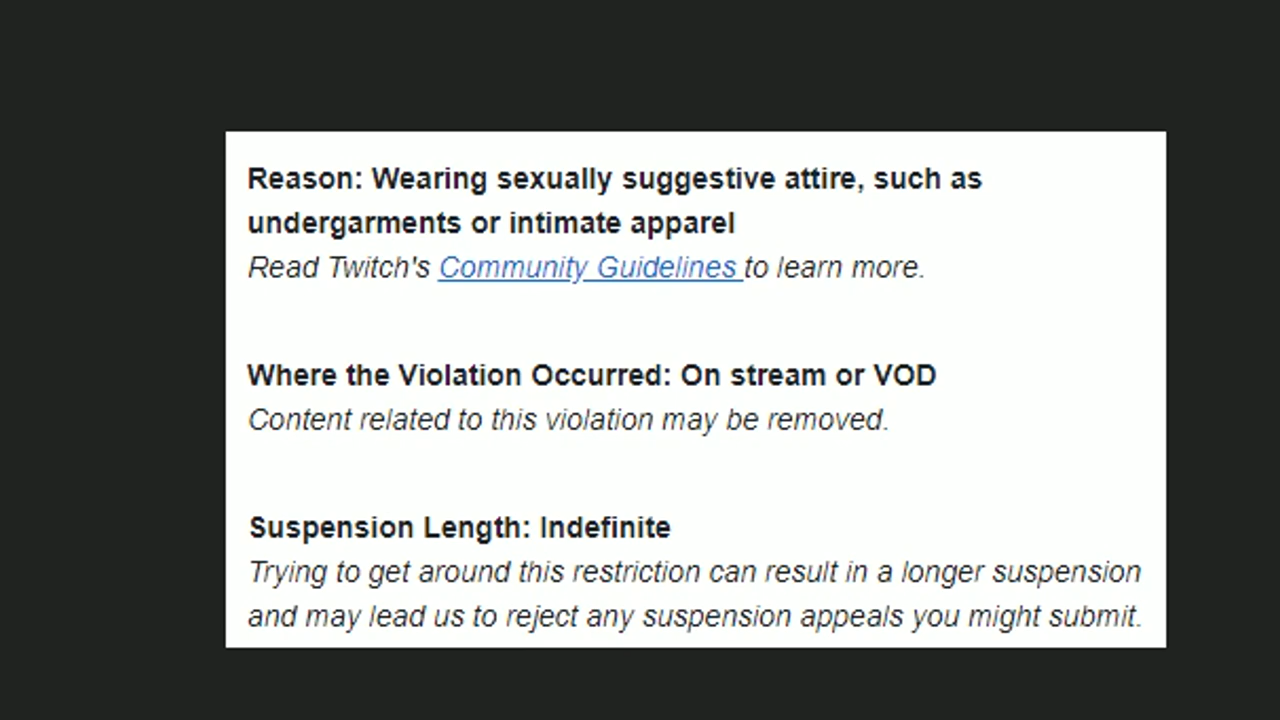 Reason: Wearing sexually suggestive attire, such as
undergarments or intimate apparel
Read Twitch's Community Guidelines to learn more.
Where the Violation Occurred: On stream or VOD
Content related to this violation may be removed.
Suspension Length: Indefinite
Trying to get around this restriction can result in a longer suspension
and may lead us to reject any suspension appeals you might submit.